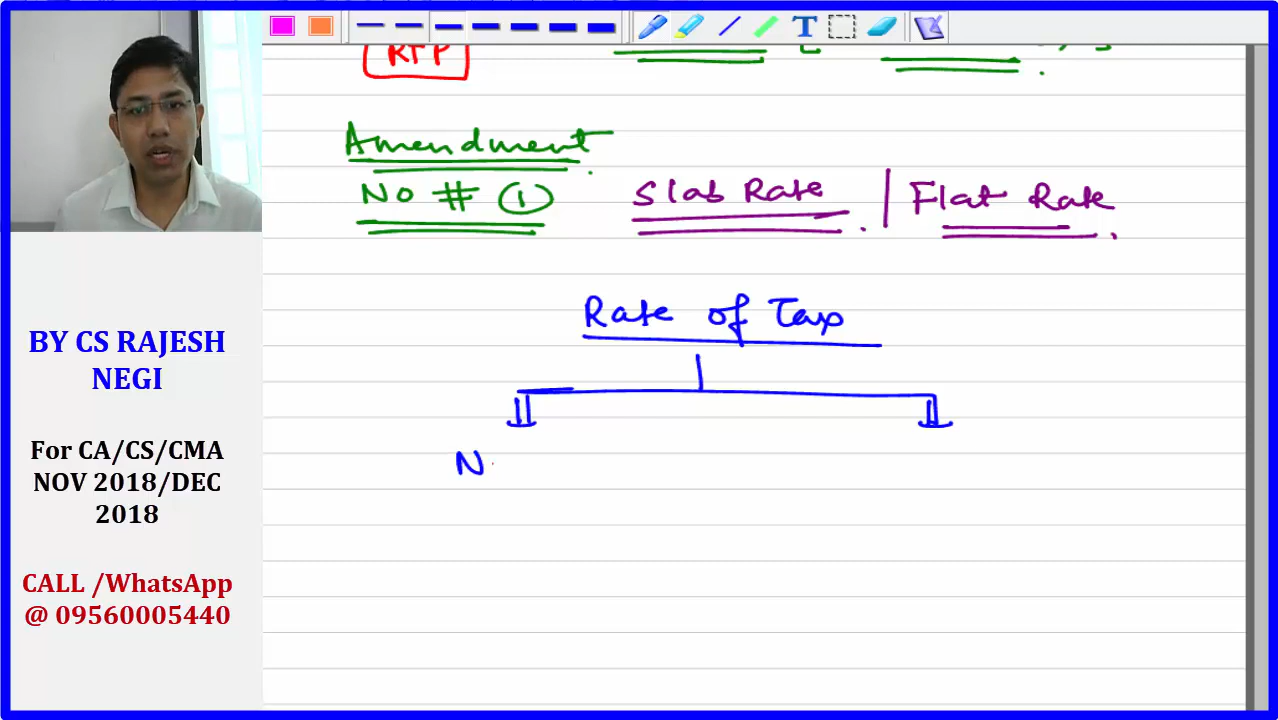 RTP
Amendment
No # ① Slab Rate | Flat Rate
Rate of Tax
N
BY CS RAJESH
NEGI
For CA/CS/CMA
NOV 2018/DEC
2018
CALL /WhatsApp
@ 09560005440